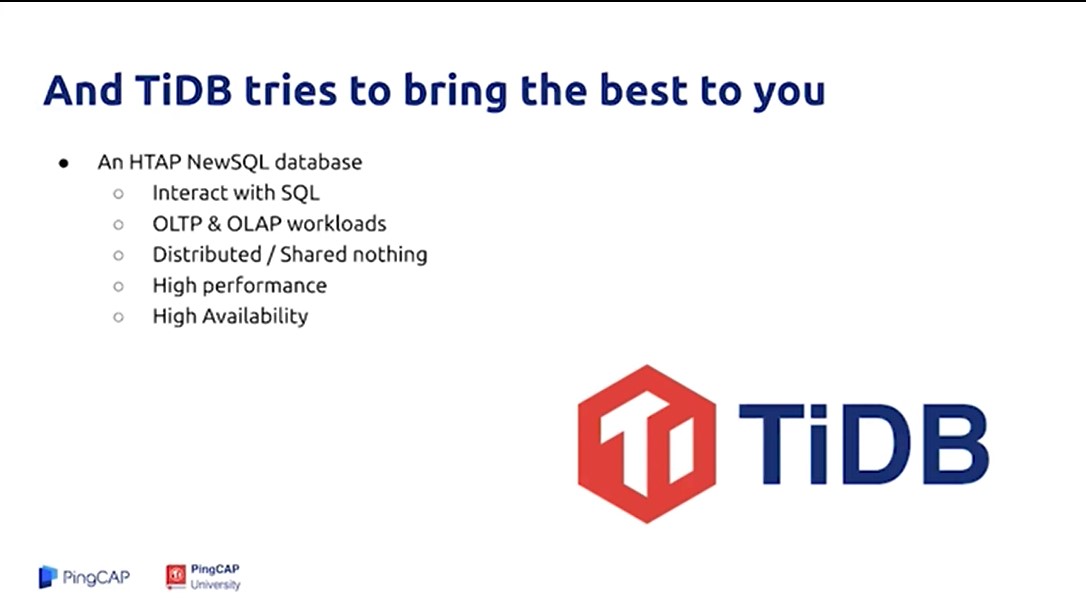 And TiDB tries to bring the best to you
● An HTAP NewSQL database
○ Interact with SQL
○ OLTP & OLAP workloads
○ Distributed / Shared nothing
○ High performance
○ High Availability
TiDB
PingCAP
PingCAP
University